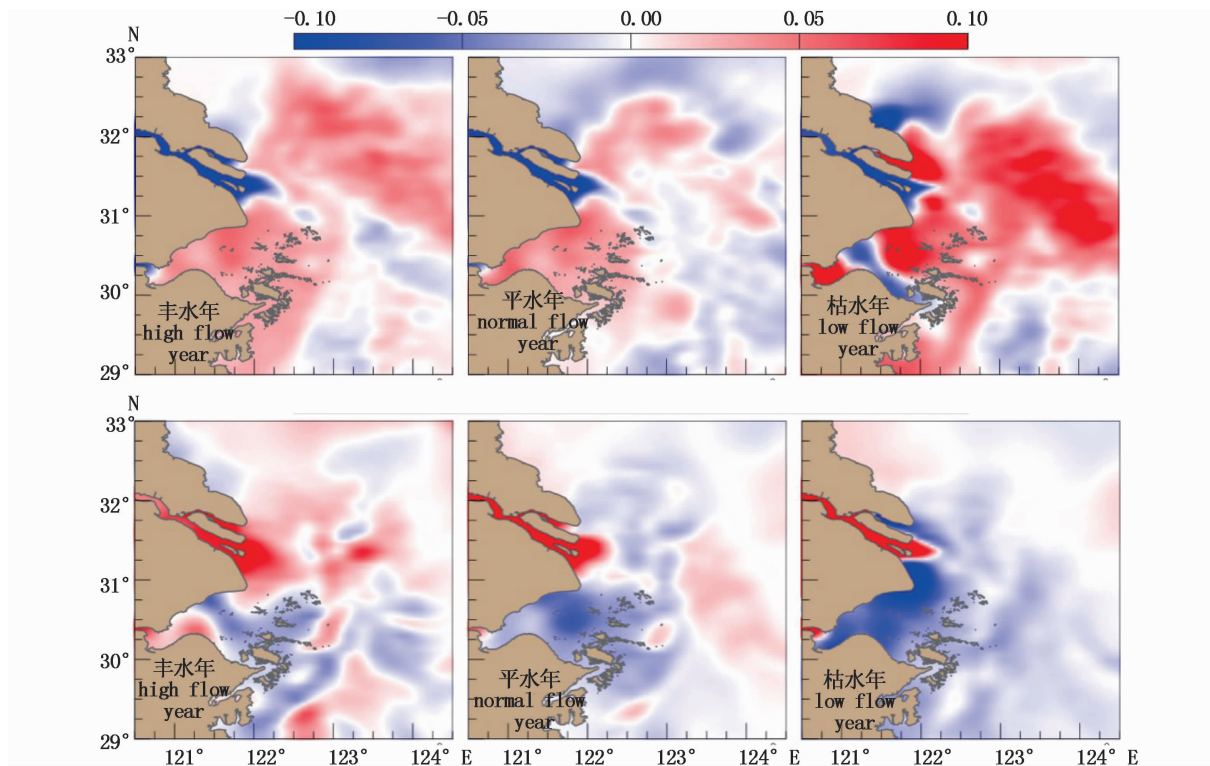 -0.10 -0.05 0.00 0.05 0.10
N
33°
32°
31°
30°
29°
丰水年
high flow
year
平水年
normal flow
year
枯水年
low flow
year
N
33°
32°
31°
30°
29°
丰水年
high flow
year
平水年
normal flow
year
枯水年
low flow
year
121° 122° 123° 124° E 121° 122° 123° 124° E 121° 122° 123° 124° E